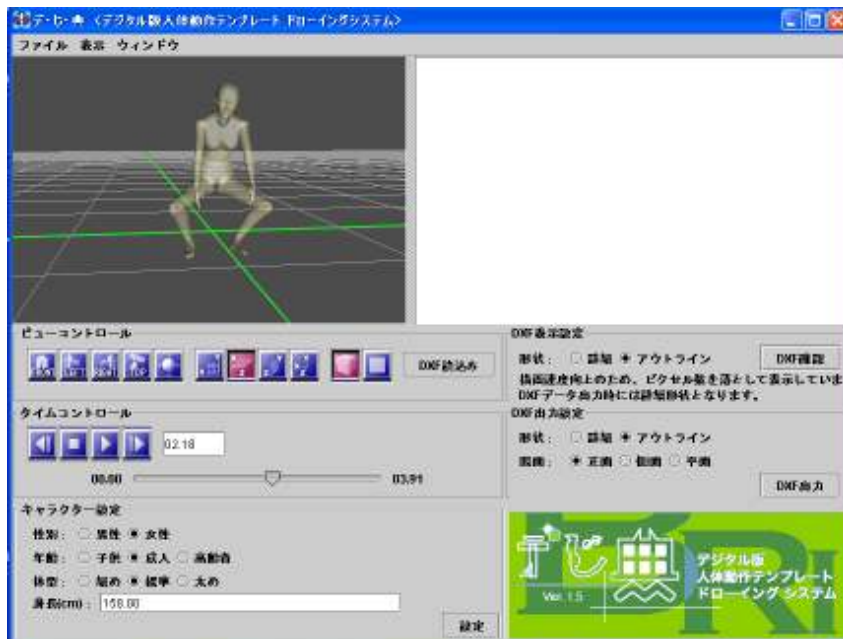 デ・じ・典 <デジタル版人体動作テンプレート ドローイングシステム>
ファイル 表示 ウィンドウ
ビューコントロール
FRONT LEFT RIGHT TOP
DXF読込み
タイムコントロール
02.18
00.00 03.91
キャラクター設定
性別: 男性 女性
年齢: 子供 成人 高齢者
体型: 細め 標準 太め
身長(cm): 158.00
設定
DXF表示設定
形状: 詳細 アウトライン DXF確認
描画速度向上のため、ピクセル数を落として表示していま
DXFデータ出力時には詳細形状となります。
DXF出力設定
形状: 詳細 アウトライン
図面: 正面 側面 平面
DXF出力
BRI
Ver. 1.5
デジタル版
人体動作テンプレート
ドローイング システム